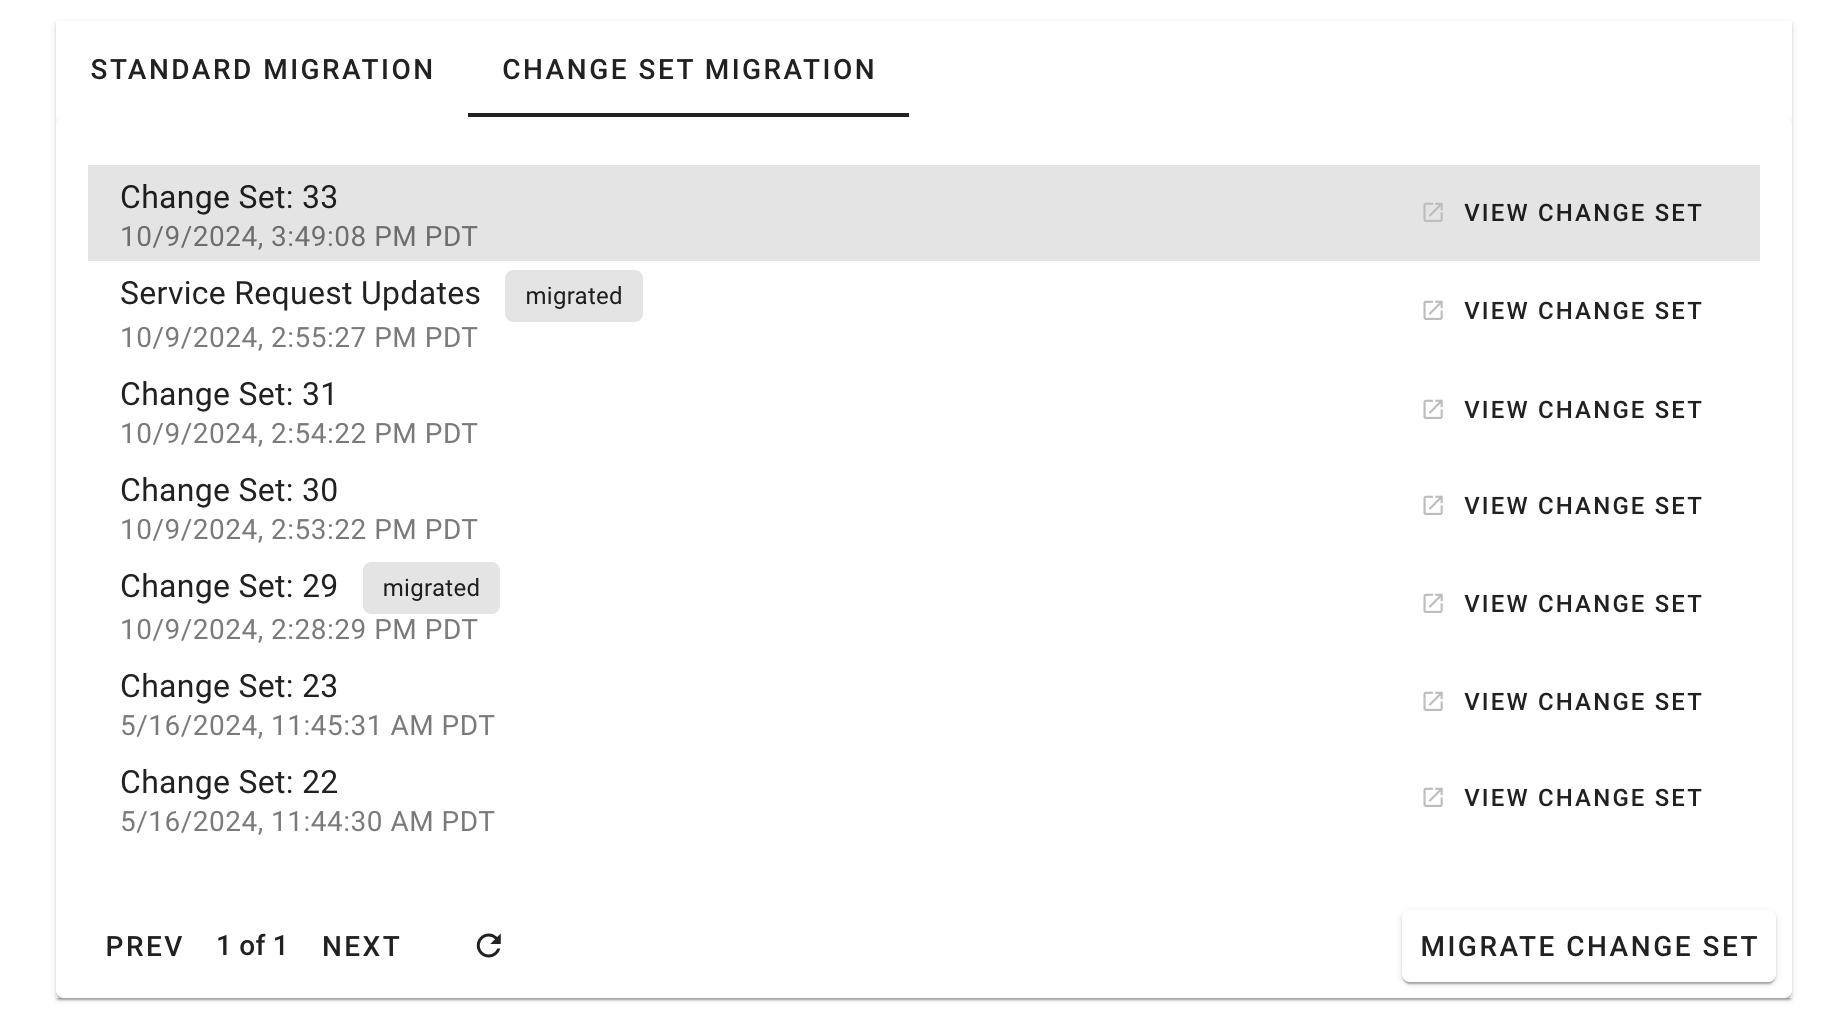 STANDARD MIGRATION CHANGE SET MIGRATION
Change Set: 33
10/9/2024, 3:49:08 PM PDT
VIEW CHANGE SET
Service Request Updates migrated
10/9/2024, 2:55:27 PM PDT
VIEW CHANGE SET
Change Set: 31
10/9/2024, 2:54:22 PM PDT
VIEW CHANGE SET
Change Set: 30
10/9/2024, 2:53:22 PM PDT
VIEW CHANGE SET
Change Set: 29 migrated
10/9/2024, 2:28:29 PM PDT
VIEW CHANGE SET
Change Set: 23
5/16/2024, 11:45:31 AM PDT
VIEW CHANGE SET
Change Set: 22
5/16/2024, 11:44:30 AM PDT
VIEW CHANGE SET
PREV 1 of 1 NEXT MIGRATE CHANGE SET